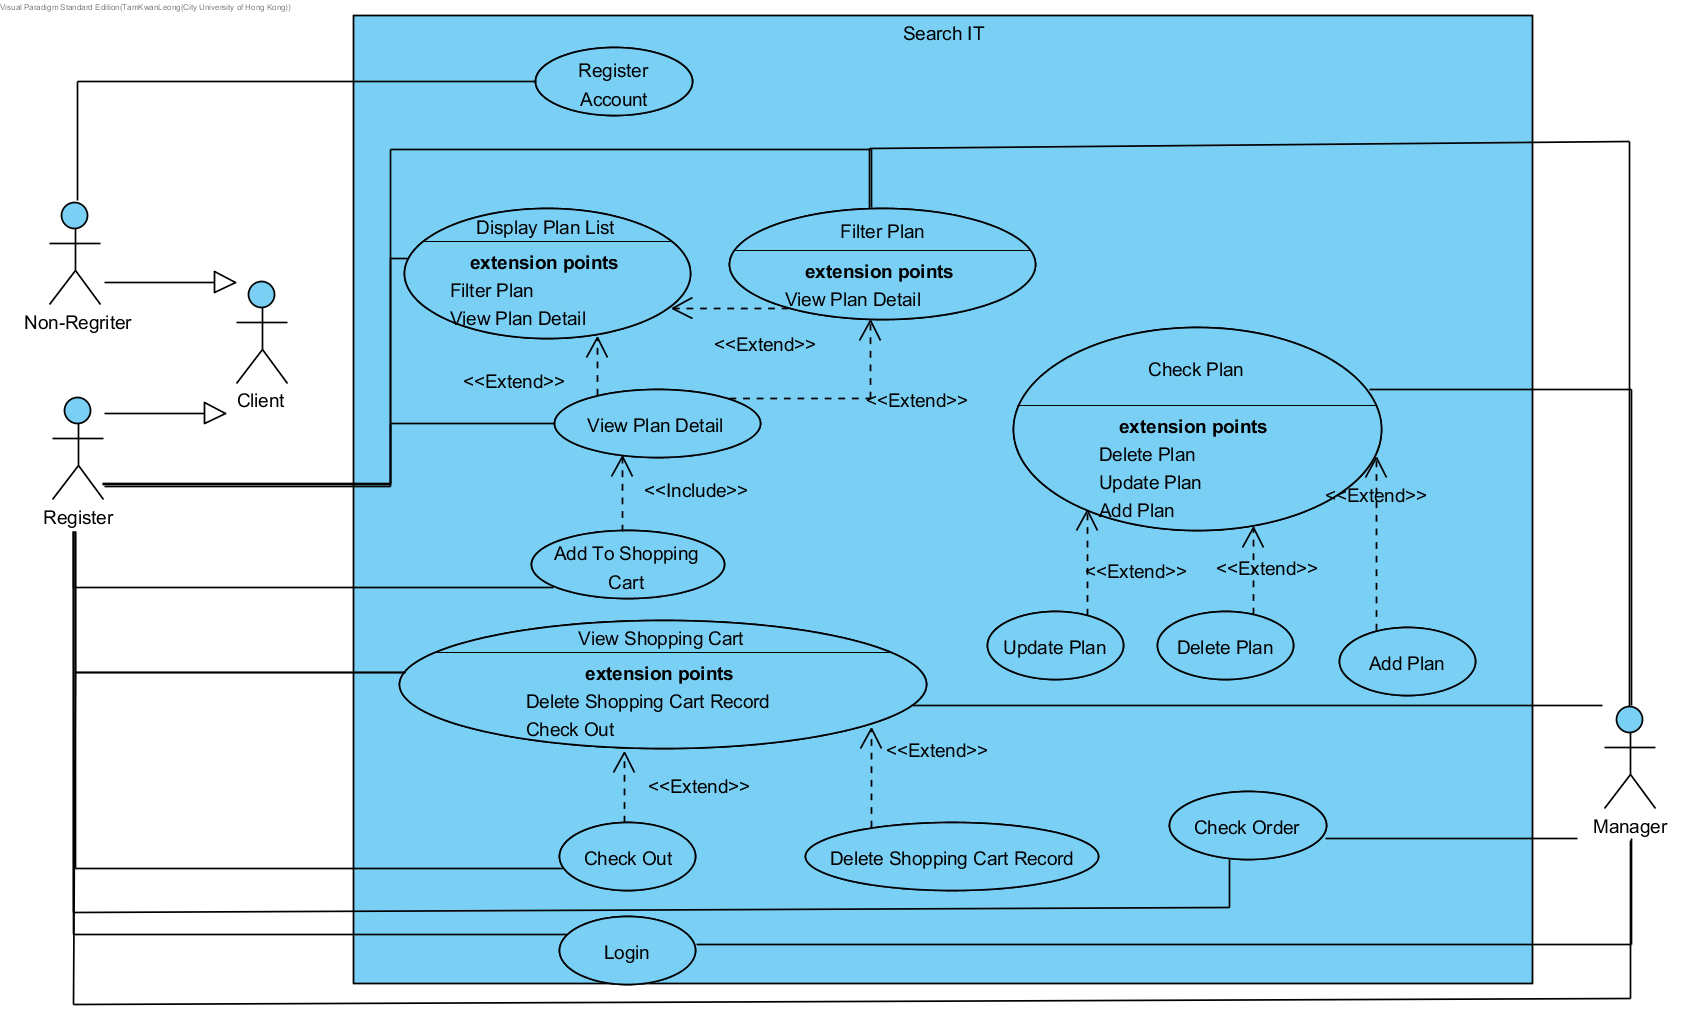 Visual Paradigm Standard Edition(TamKwanLeong(City University of Hong Kong))
Search IT
Register
Account
Display Plan List
extension points
Filter Plan
View Plan Detail
Filter Plan
extension points
View Plan Detail
Non-Regriter
Client
Register
<<Extend>>
<<Extend>>
<<Extend>>
View Plan Detail
<<Include>>
Add To Shopping
Cart
Check Plan
extension points
Delete Plan
Update Plan
Add Plan
<<Extend>>
<<Extend>>
<<Extend>>
Update Plan
Delete Plan
Add Plan
View Shopping Cart
extension points
Delete Shopping Cart Record
Check Out
<<Extend>>
<<Extend>>
Check Out
Delete Shopping Cart Record
Check Order
Manager
Login